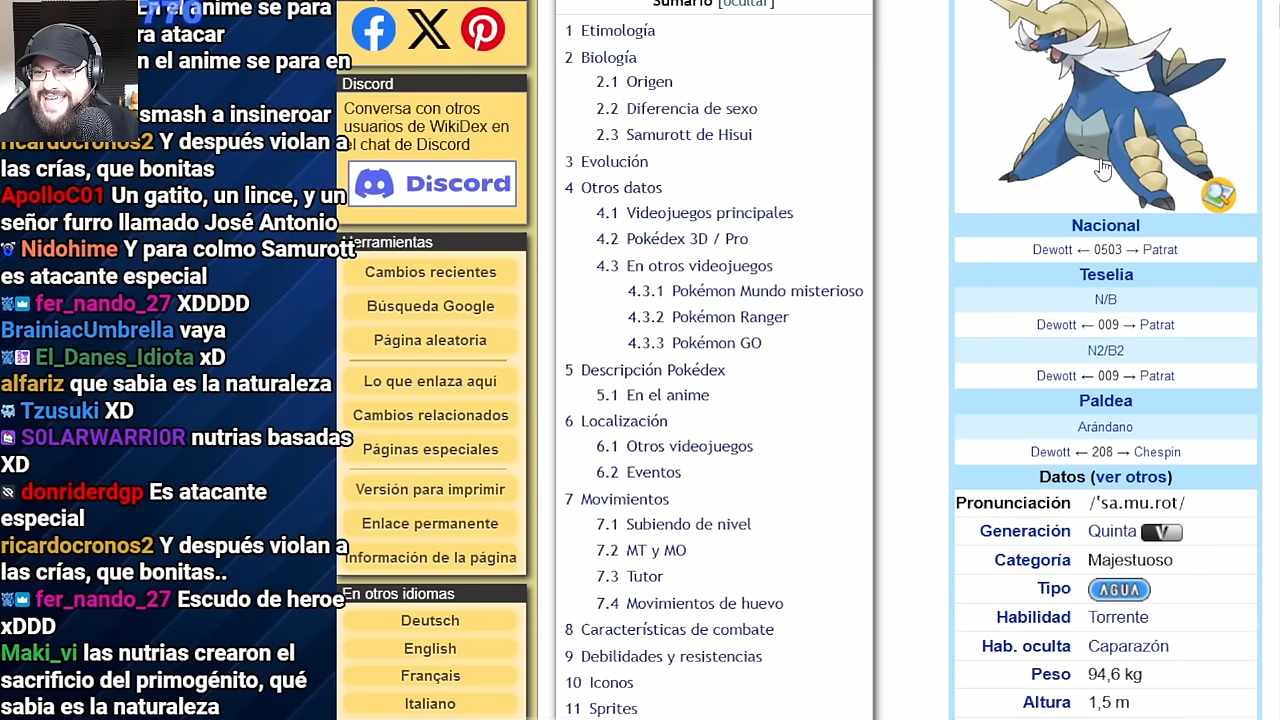 770
En el anime se para
ra atacar
n el anime se para en
smash a insineroar
ricardocronos2 Y después violan a
las crías, que bonitas
ApolloC01 Un gatito, un lince, y un
señor furro llamado José Antonio
Nidohime Y para colmo Samurott
es atacante especial
fer_nando_27 XDDDD
BrainiacUmbrella vaya
El_Danes_Idiota xD
alfariz que sabia es la naturaleza
Tzusuki XD
S0LARWARRI0R nutrias basadas
XD
donriderdgp Es atacante
especial
ricardocronos2 Y después violan a
las crías, que bonitas..
fer_nando_27 Escudo de heroe
xDDD
Maki_vi las nutrias crearon el
sacrificio del primogénito, qué
sabia es la naturaleza
Discord
Conversa con otros
usuarios de WikiDex en
el chat de Discord
Discord
Herramientas
Cambios recientes
Búsqueda Google
Página aleatoria
Lo que enlaza aquí
Cambios relacionados
Páginas especiales
Versión para imprimir
Enlace permanente
Información de la página
En otros idiomas
Deutsch
English
Français
Italiano
Sumario [ocultar]
1 Etimología
2 Biología
2.1 Origen
2.2 Diferencia de sexo
2.3 Samurott de Hisui
3 Evolución
4 Otros datos
4.1 Videojuegos principales
4.2 Pokédex 3D / Pro
4.3 En otros videojuegos
4.3.1 Pokémon Mundo misterioso
4.3.2 Pokémon Ranger
4.3.3 Pokémon GO
5 Descripción Pokédex
5.1 En el anime
6 Localización
6.1 Otros videojuegos
6.2 Eventos
7 Movimientos
7.1 Subiendo de nivel
7.2 MT y MO
7.3 Tutor
7.4 Movimientos de huevo
8 Características de combate
9 Debilidades y resistencias
10 Iconos
11 Sprites
Nacional
Dewott ← 0503 → Patrat
Teselia
N/B
Dewott ← 009 → Patrat
N2/B2
Dewott ← 009 → Patrat
Paldea
Arándano
Dewott ← 208 → Chespin
Datos (ver otros)
Pronunciación /'sa.mu.rot/
Generación Quinta V
Categoría Majestuoso
Tipo AGUA
Habilidad Torrente
Hab. oculta Caparazón
Peso 94,6 kg
Altura 1,5 m